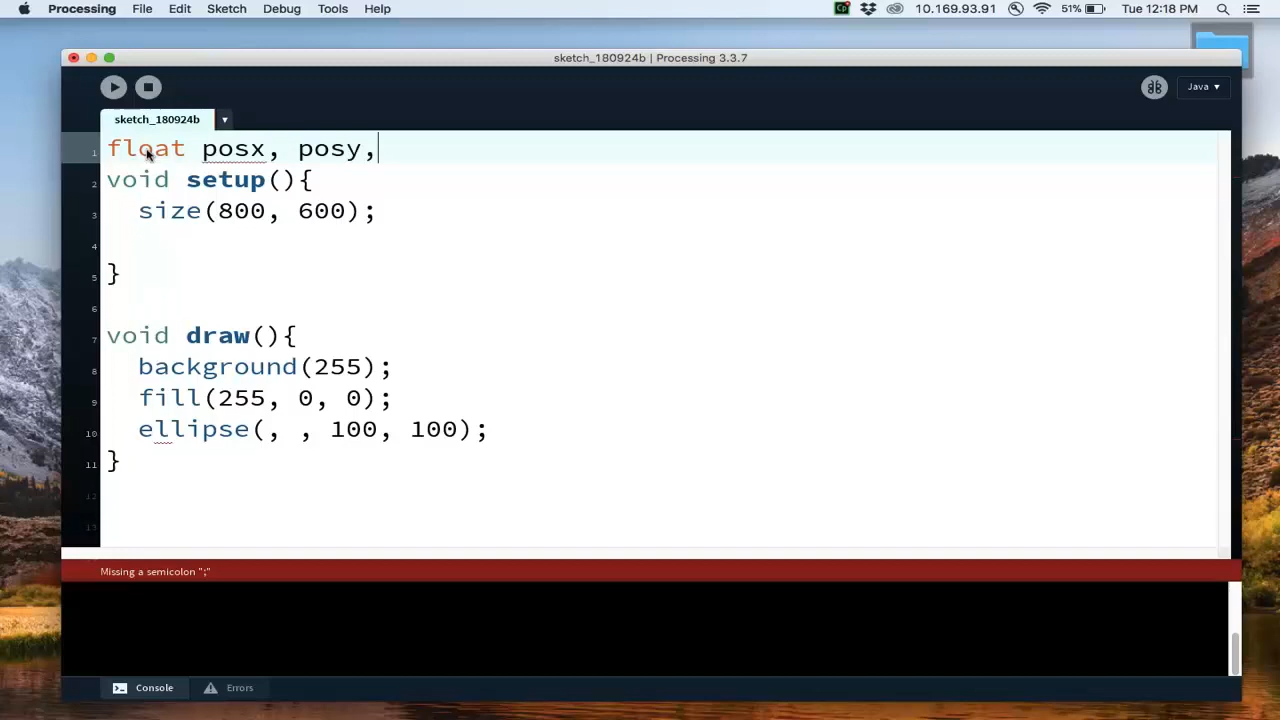 Processing File Edit Sketch Debug Tools Help 10.169.93.91 51% Tue 12:18 PM
sketch_180924b | Processing 3.3.7
Java ▾
sketch_180924b ▾
1 float posx, posy,
2 void setup(){
3 size(800, 600);
4
5 }
6
7 void draw(){
8 background(255);
9 fill(255, 0, 0);
10 ellipse(, , 100, 100);
11 }
12
13
Missing a semicolon ";"
Console Errors